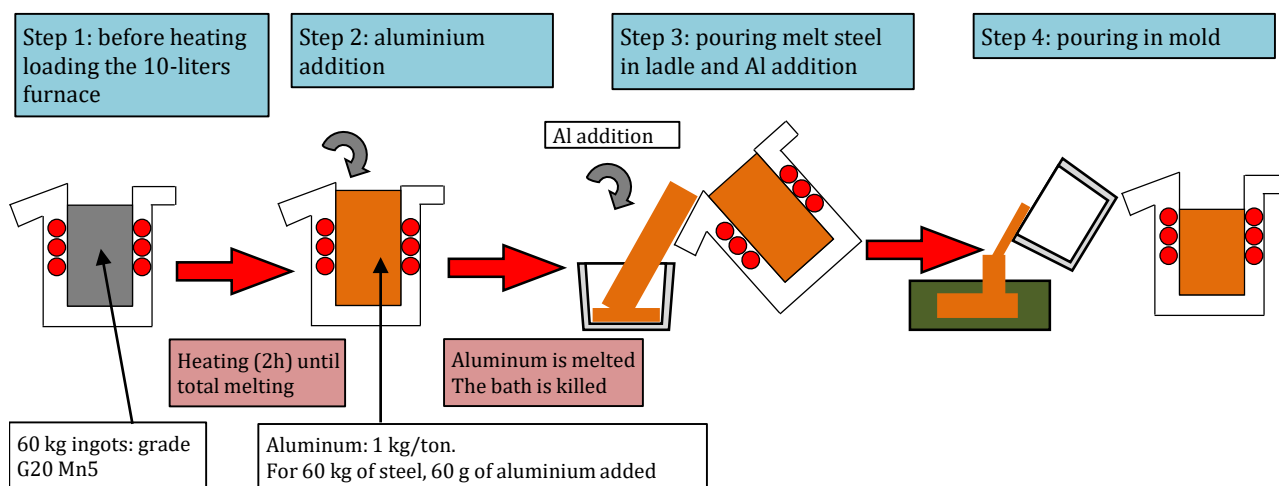 Step 1: before heating
loading the 10-liters
furnace
Step 2: aluminium
addition
Step 3: pouring melt steel
in ladle and Al addition
Step 4: pouring in mold
Al addition
Heating (2h) until
total melting
Aluminum is melted
The bath is killed
60 kg ingots: grade
G20 Mn5
Aluminum: 1 kg/ton.
For 60 kg of steel, 60 g of aluminium added